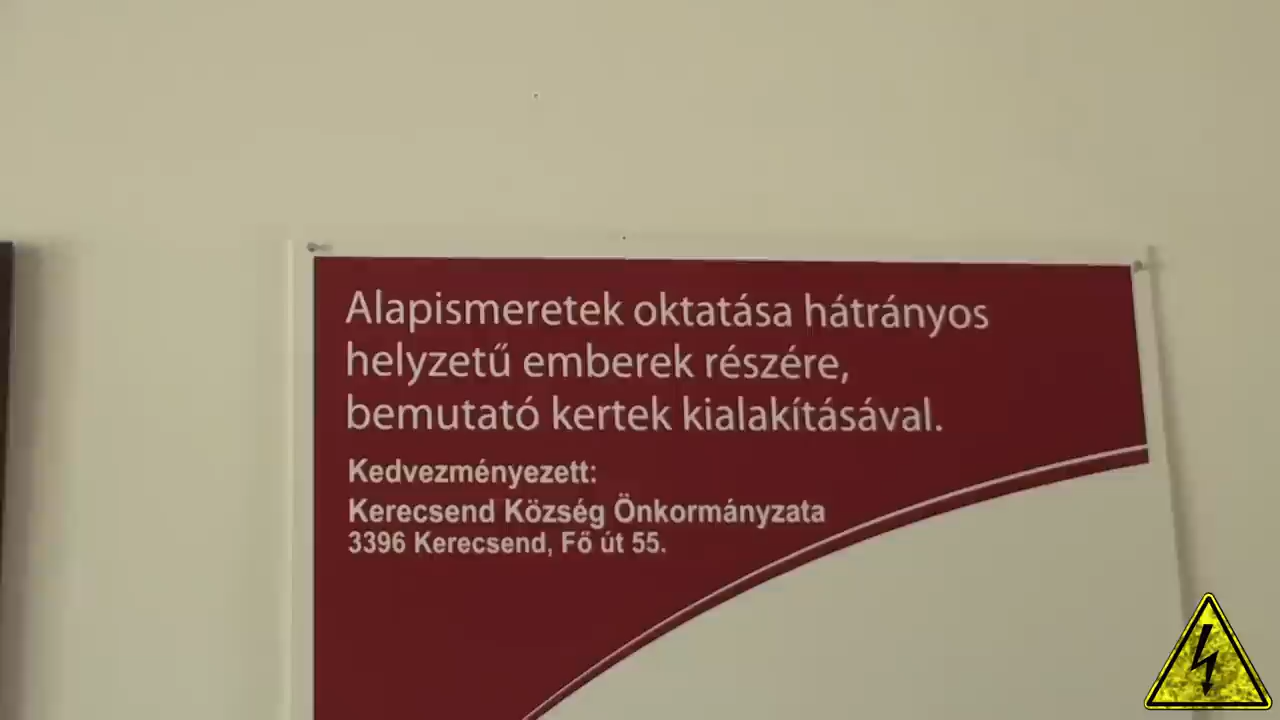 Alapismeretek oktatása hátrányos
helyzetű emberek részére,
bemutató kertek kialakításával.
Kedvezményezett:
Kerecsend Község Önkormányzata
3396 Kerecsend, Fő út 55.